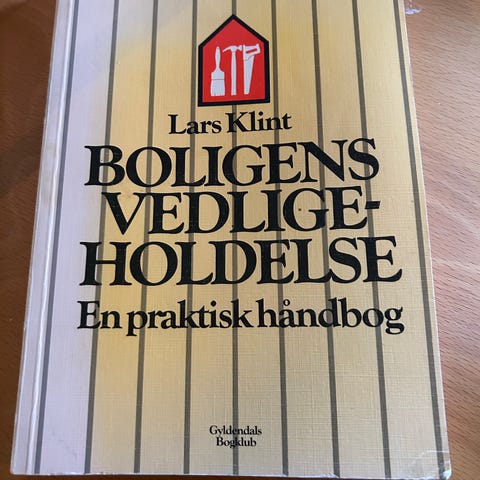 Lars Klint
BOLIGENS
VEDLIGE-
HOLDELSE
En praktisk håndbog
Gyldendals
Bogklub